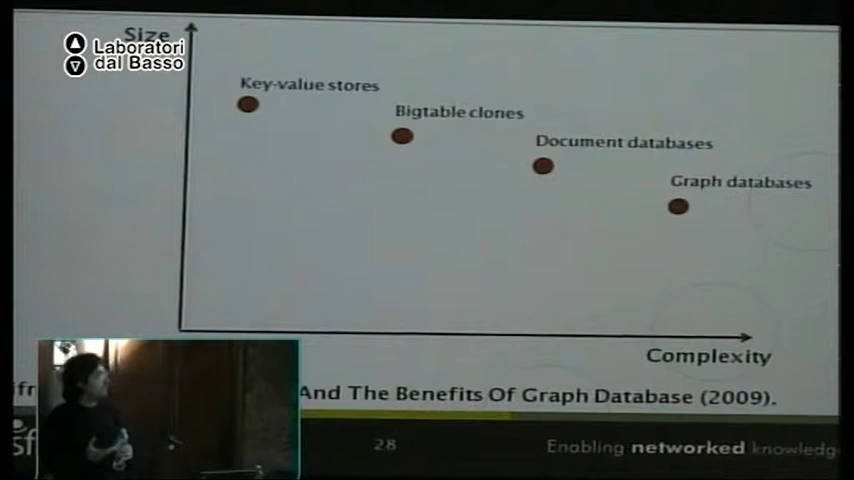 Size
Laboratori
dal Basso
Key-value stores
Bigtable clones
Document databases
Graph databases
Complexity
And The Benefits Of Graph Database (2009).
28
Enabling networked knowledg